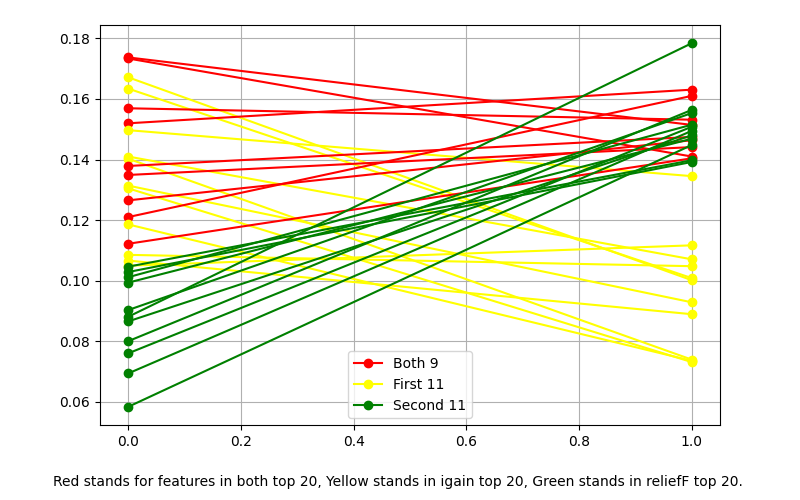 0.18
0.16
0.14
0.12
0.10
0.08
0.06
Both 9
First 11
Second 11
0.0 0.2 0.4 0.6 0.8 1.0
Red stands for features in both top 20, Yellow stands in igain top 20, Green stands in reliefF top 20.